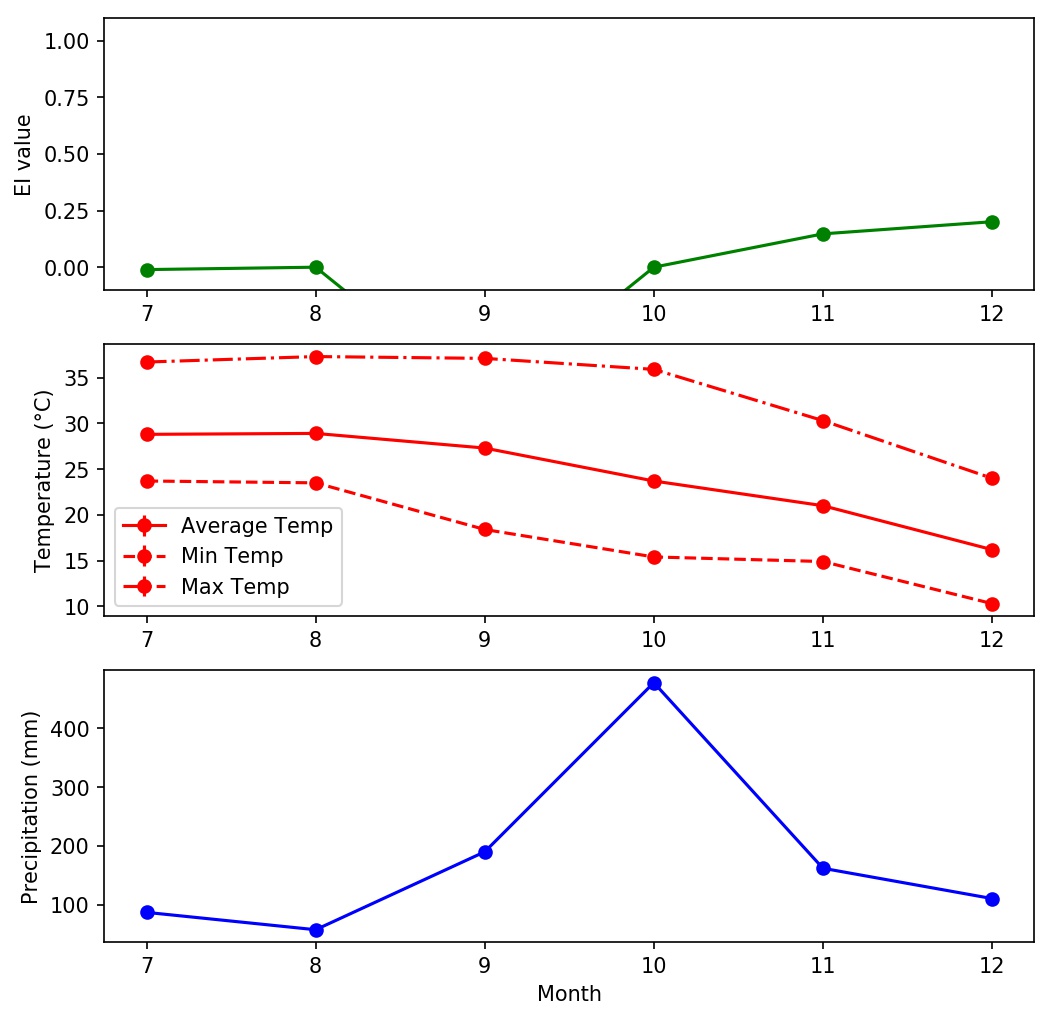 1.00
0.75
0.50
0.25
0.00
EI value
7 8 9 10 11 12
35
30
25
20
15
10
Temperature (°C)
Average Temp
Min Temp
Max Temp
7 8 9 10 11 12
400
300
200
100
Precipitation (mm)
7 8 9 10 11 12
Month